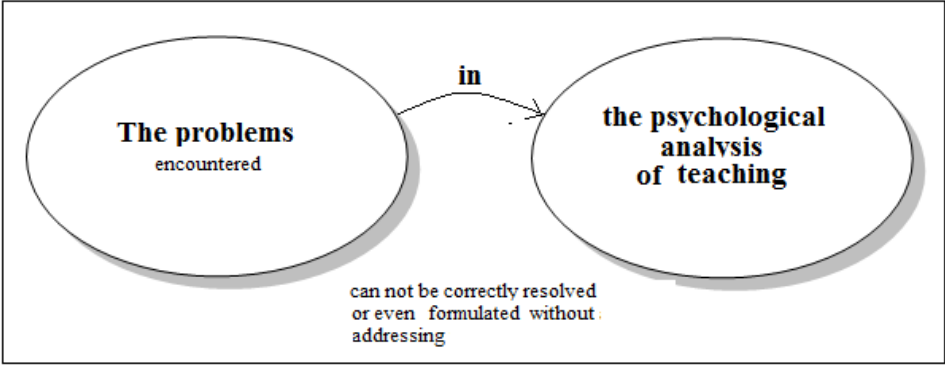 The problems
encountered
in
the psychological
analysis
of teaching
can not be correctly resolved
or even formulated without
addressing